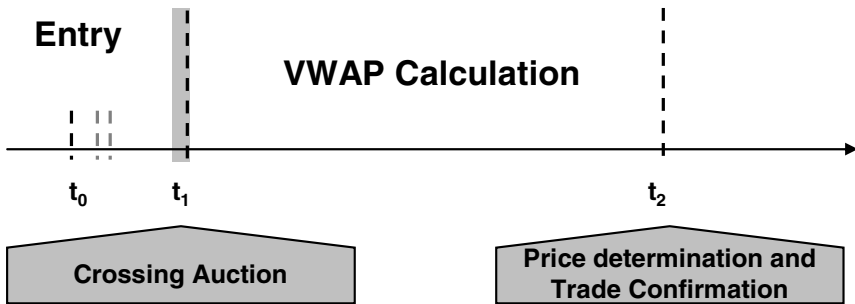 Entry
VWAP Calculation
t₀
t₁
t₂
Crossing Auction
Price determination and
Trade Confirmation